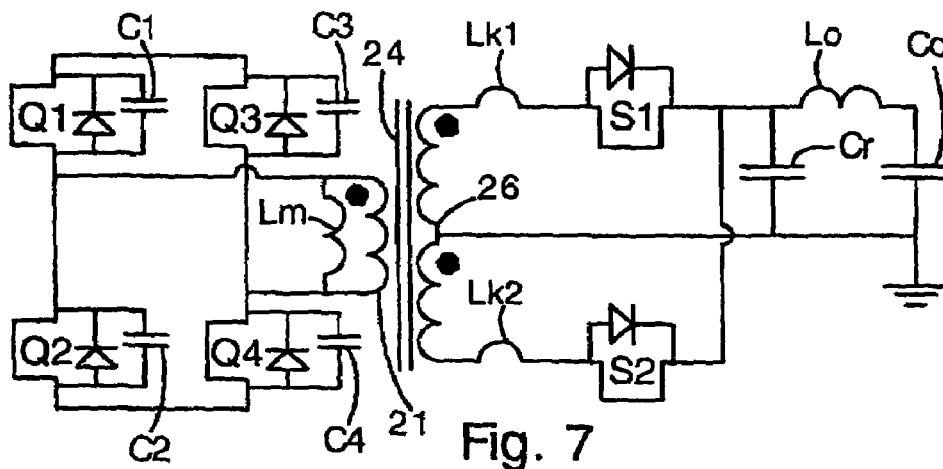 C1
C3
24
Lk1
Lo
Co
Q1
Q3
S1
Cr
Lm
26
Lk2
Q2
Q4
S2
C2
C4
21
Fig. 7